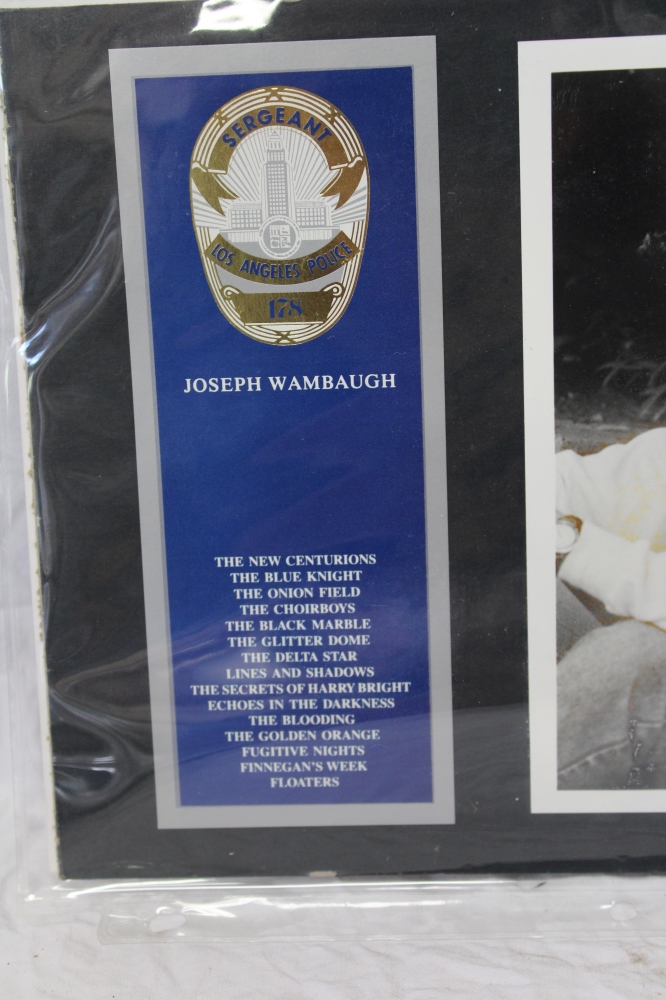 SERGEANT
LOS ANGELES POLICE
178
JOSEPH WAMBAUGH
THE NEW CENTURIONS
THE BLUE KNIGHT
THE ONION FIELD
THE CHOIRBOYS
THE BLACK MARBLE
THE GLITTER DOME
THE DELTA STAR
LINES AND SHADOWS
THE SECRETS OF HARRY BRIGHT
ECHOES IN THE DARKNESS
THE BLOODING
THE GOLDEN ORANGE
FUGITIVE NIGHTS
FINNEGAN'S WEEK
FLOATERS